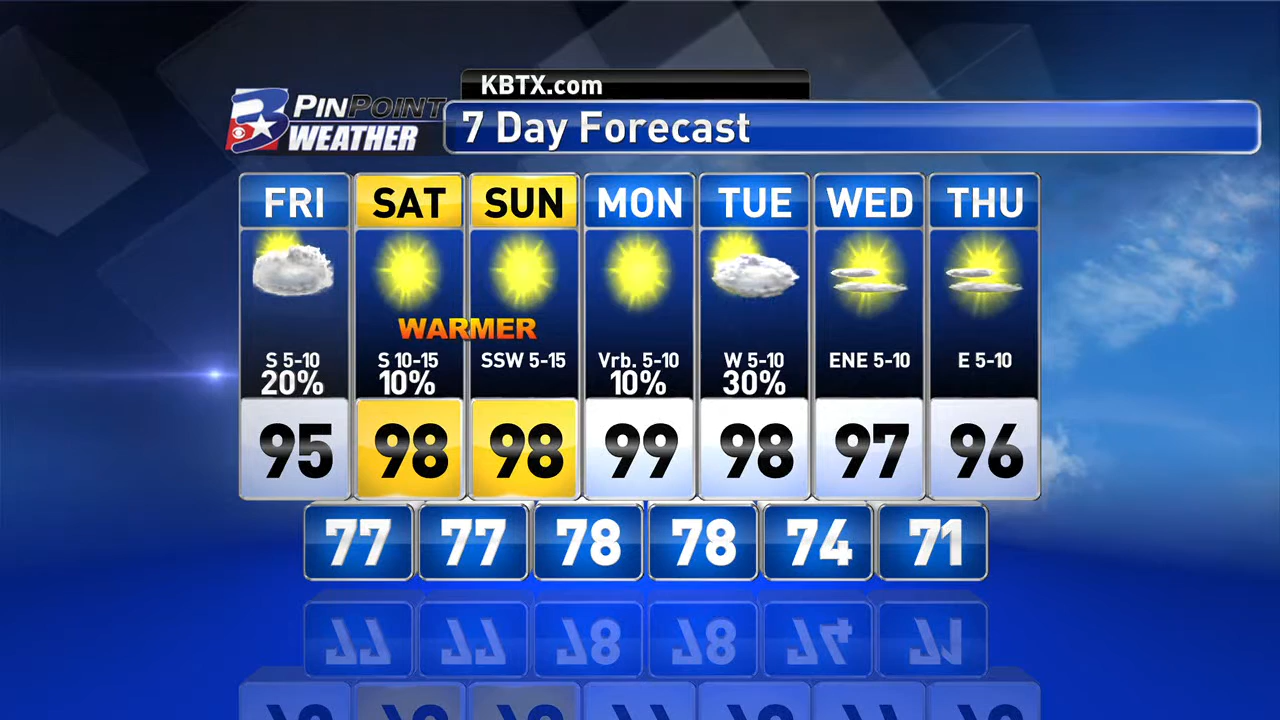 KBTX.com
3 PINPOINT
WEATHER
7 Day Forecast
FRI SAT SUN MON TUE WED THU
WARMER
S 5-10 S 10-15 SSW 5-15 Vrb. 5-10 W 5-10 ENE 5-10 E 5-10
20% 10% 10% 30%
95 98 98 99 98 97 96
77 77 78 78 74 71